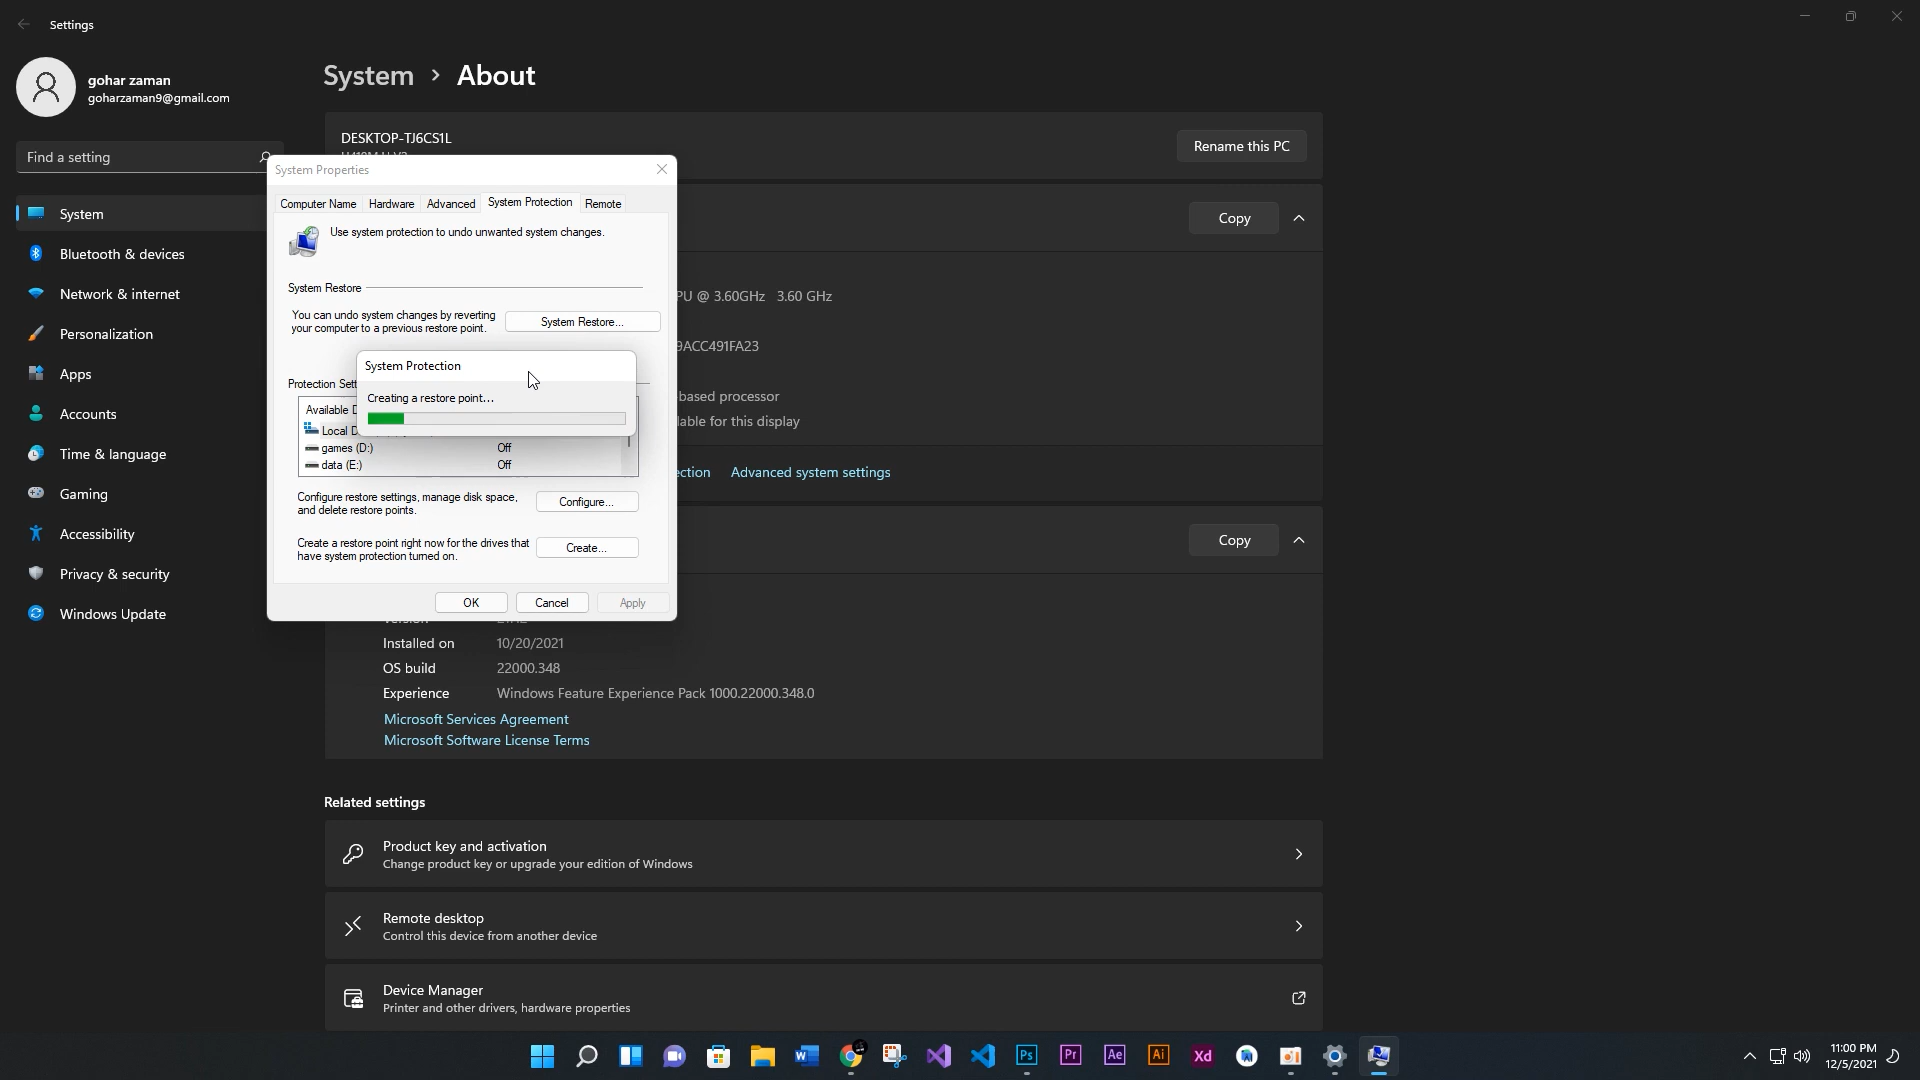 Settings
gohar zaman
goharzaman9@gmail.com
Find a setting
System
Bluetooth & devices
Network & internet
Personalization
Apps
Accounts
Time & language
Gaming
Accessibility
Privacy & security
Windows Update
System > About
DESKTOP-TJ6CS1L
Rename this PC
Copy
PU @ 3.60GHz 3.60 GHz
9ACC491FA23
based processor
lable for this display
ection Advanced system settings
Copy
System Properties
Computer Name Hardware Advanced System Protection Remote
Use system protection to undo unwanted system changes.
System Restore
You can undo system changes by reverting
your computer to a previous restore point.
System Restore...
Protection Sett
System Protection
Creating a restore point...
Available D
Local D
games (D:) Off
data (E:) Off
Configure restore settings, manage disk space,
and delete restore points.
Configure...
Create a restore point right now for the drives that
have system protection turned on.
Create...
OK Cancel Apply
Installed on 10/20/2021
OS build 22000.348
Experience Windows Feature Experience Pack 1000.22000.348.0
Microsoft Services Agreement
Microsoft Software License Terms
Related settings
Product key and activation
Change product key or upgrade your edition of Windows
Remote desktop
Control this device from another device
Device Manager
Printer and other drivers, hardware properties
W
Ps
Pr
Ae
Ai
Xd
11:00 PM
12/5/2021